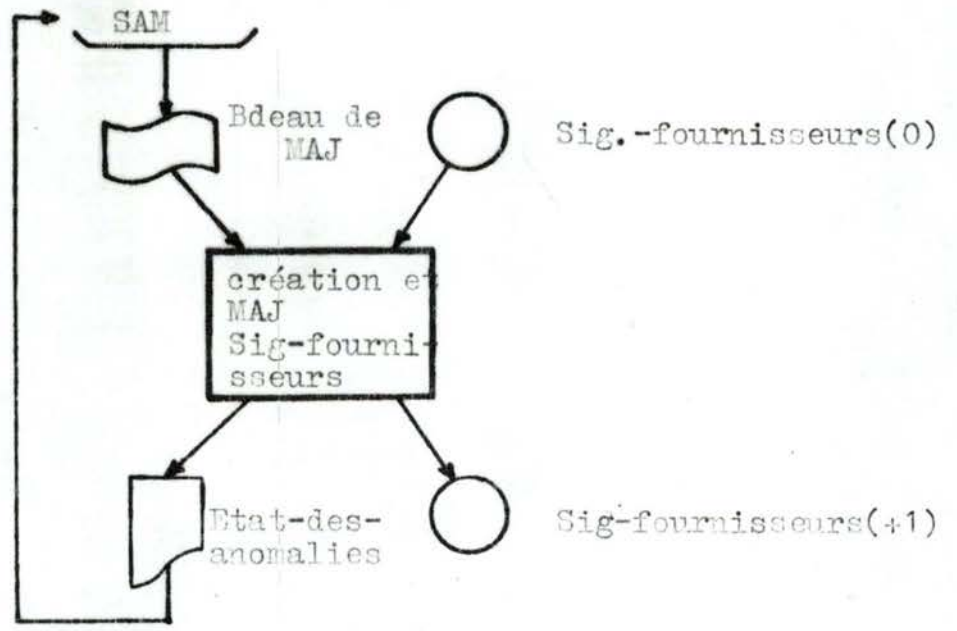 SAM
Bdeau de
MAJ
Sig.-fournisseurs(0)
création et
MAJ
Sig-fourni-
sseurs
Etat-des-
anomalies
Sig-fournisseurs(+1)